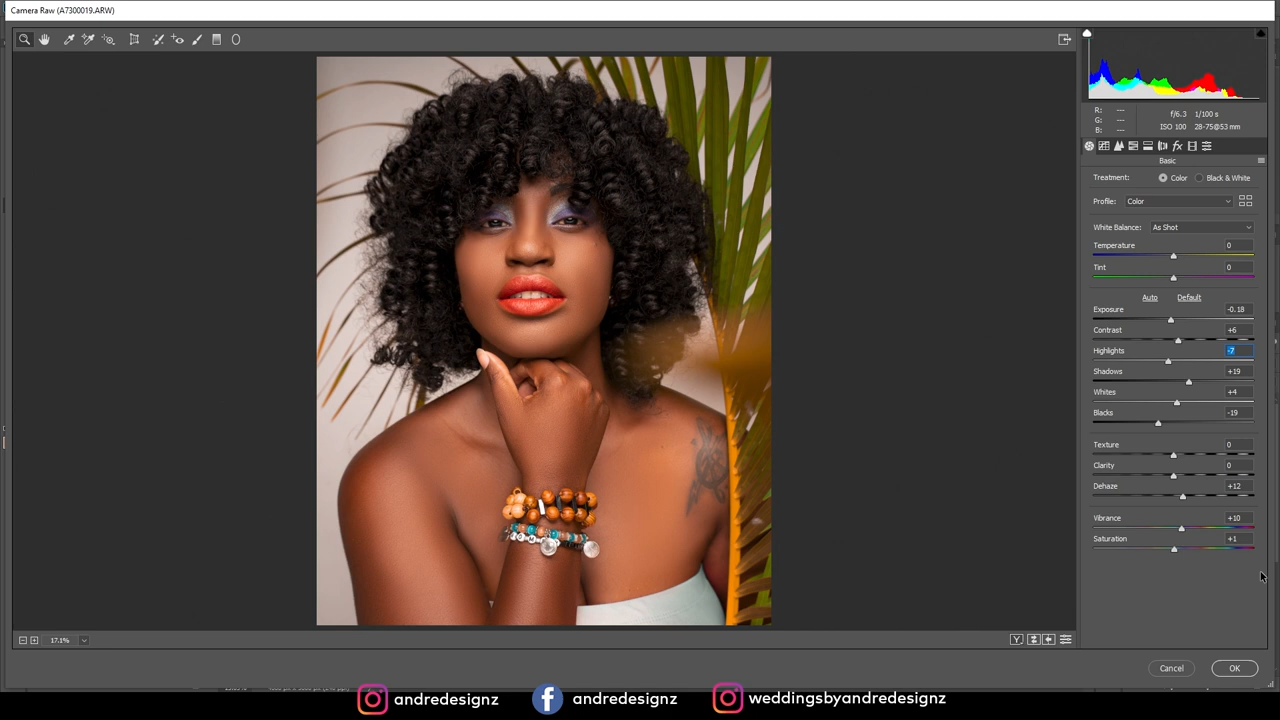 Camera Raw (A7300019.ARW)
R: ---
G: ---
B: ---
f/6.3 1/100 s
ISO 100 28-75@53 mm
Basic
Treatment: Color Black & White
Profile: Color
White Balance: As Shot
Temperature 0
Tint 0
Auto Default
Exposure -0.18
Contrast +6
Highlights -7
Shadows +19
Whites +4
Blacks -19
Texture 0
Clarity 0
Dehaze +12
Vibrance +10
Saturation +1
17.1%
Y
Cancel OK
andredesignz andredesignz weddingsbyandredesignz